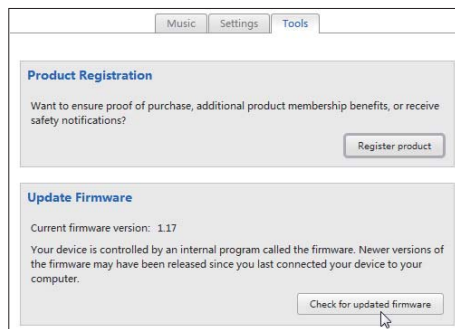 Music Settings Tools
Product Registration
Want to ensure proof of purchase, additional product membership benefits, or receive
safety notifications?
Register product
Update Firmware
Current firmware version: 1.17
Your device is controlled by an internal program called the firmware. Newer versions of
the firmware may have been released since you last connected your device to your
computer.
Check for updated firmware